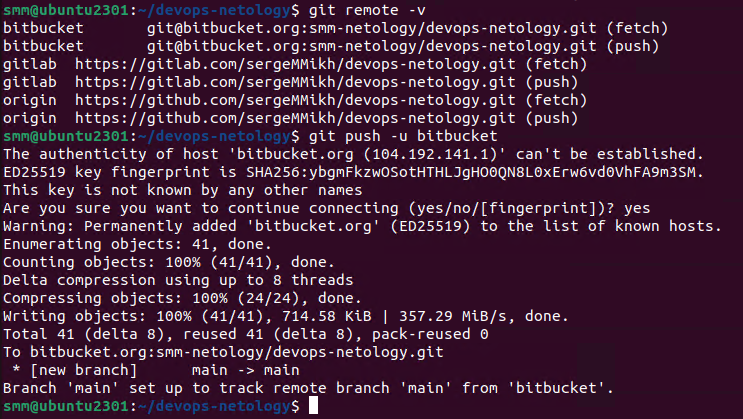 smm@ubuntu2301:~/devops-netology$ git remote -v
bitbucket       git@bitbucket.org:smm-netology/devops-netology.git (fetch)
bitbucket       git@bitbucket.org:smm-netology/devops-netology.git (push)
gitlab  https://gitlab.com/sergeMMikh/devops-netology.git (fetch)
gitlab  https://gitlab.com/sergeMMikh/devops-netology.git (push)
origin  https://github.com/sergeMMikh/devops-netology.git (fetch)
origin  https://github.com/sergeMMikh/devops-netology.git (push)
smm@ubuntu2301:~/devops-netology$ git push -u bitbucket
The authenticity of host 'bitbucket.org (104.192.141.1)' can't be established.
ED25519 key fingerprint is SHA256:ybgmFkzwOSotHTHLJgHO0QN8L0xErw6vd0VhFA9m3SM.
This key is not known by any other names
Are you sure you want to continue connecting (yes/no/[fingerprint])? yes
Warning: Permanently added 'bitbucket.org' (ED25519) to the list of known hosts.
Enumerating objects: 41, done.
Counting objects: 100% (41/41), done.
Delta compression using up to 8 threads
Compressing objects: 100% (24/24), done.
Writing objects: 100% (41/41), 714.58 KiB | 357.29 MiB/s, done.
Total 41 (delta 8), reused 41 (delta 8), pack-reused 0
To bitbucket.org:smm-netology/devops-netology.git
 * [new branch]      main -> main
Branch 'main' set up to track remote branch 'main' from 'bitbucket'.
smm@ubuntu2301:~/devops-netology$